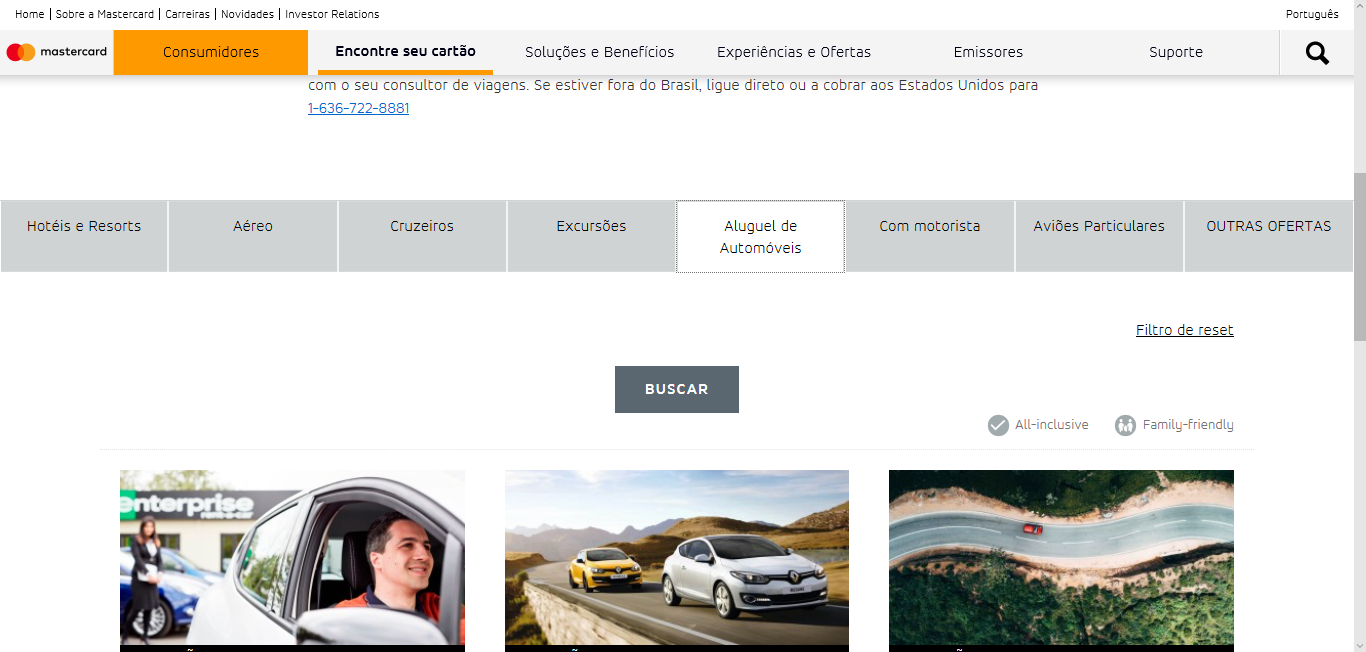 Home | Sobre a Mastercard | Carreiras | Novidades | Investor Relations
Português
mastercard
Consumidores
Encontre seu cartão
Soluções e Benefícios
Experiências e Ofertas
Emissores
Suporte
com o seu consultor de viagens. Se estiver fora do Brasil, ligue direto ou a cobrar aos Estados Unidos para
1-636-722-8881
Hotéis e Resorts
Aéreo
Cruzeiros
Excursões
Aluguel de
Automóveis
Com motorista
Aviões Particulares
OUTRAS OFERTAS
Filtro de reset
BUSCAR
All-inclusive
Family-friendly
enterprise